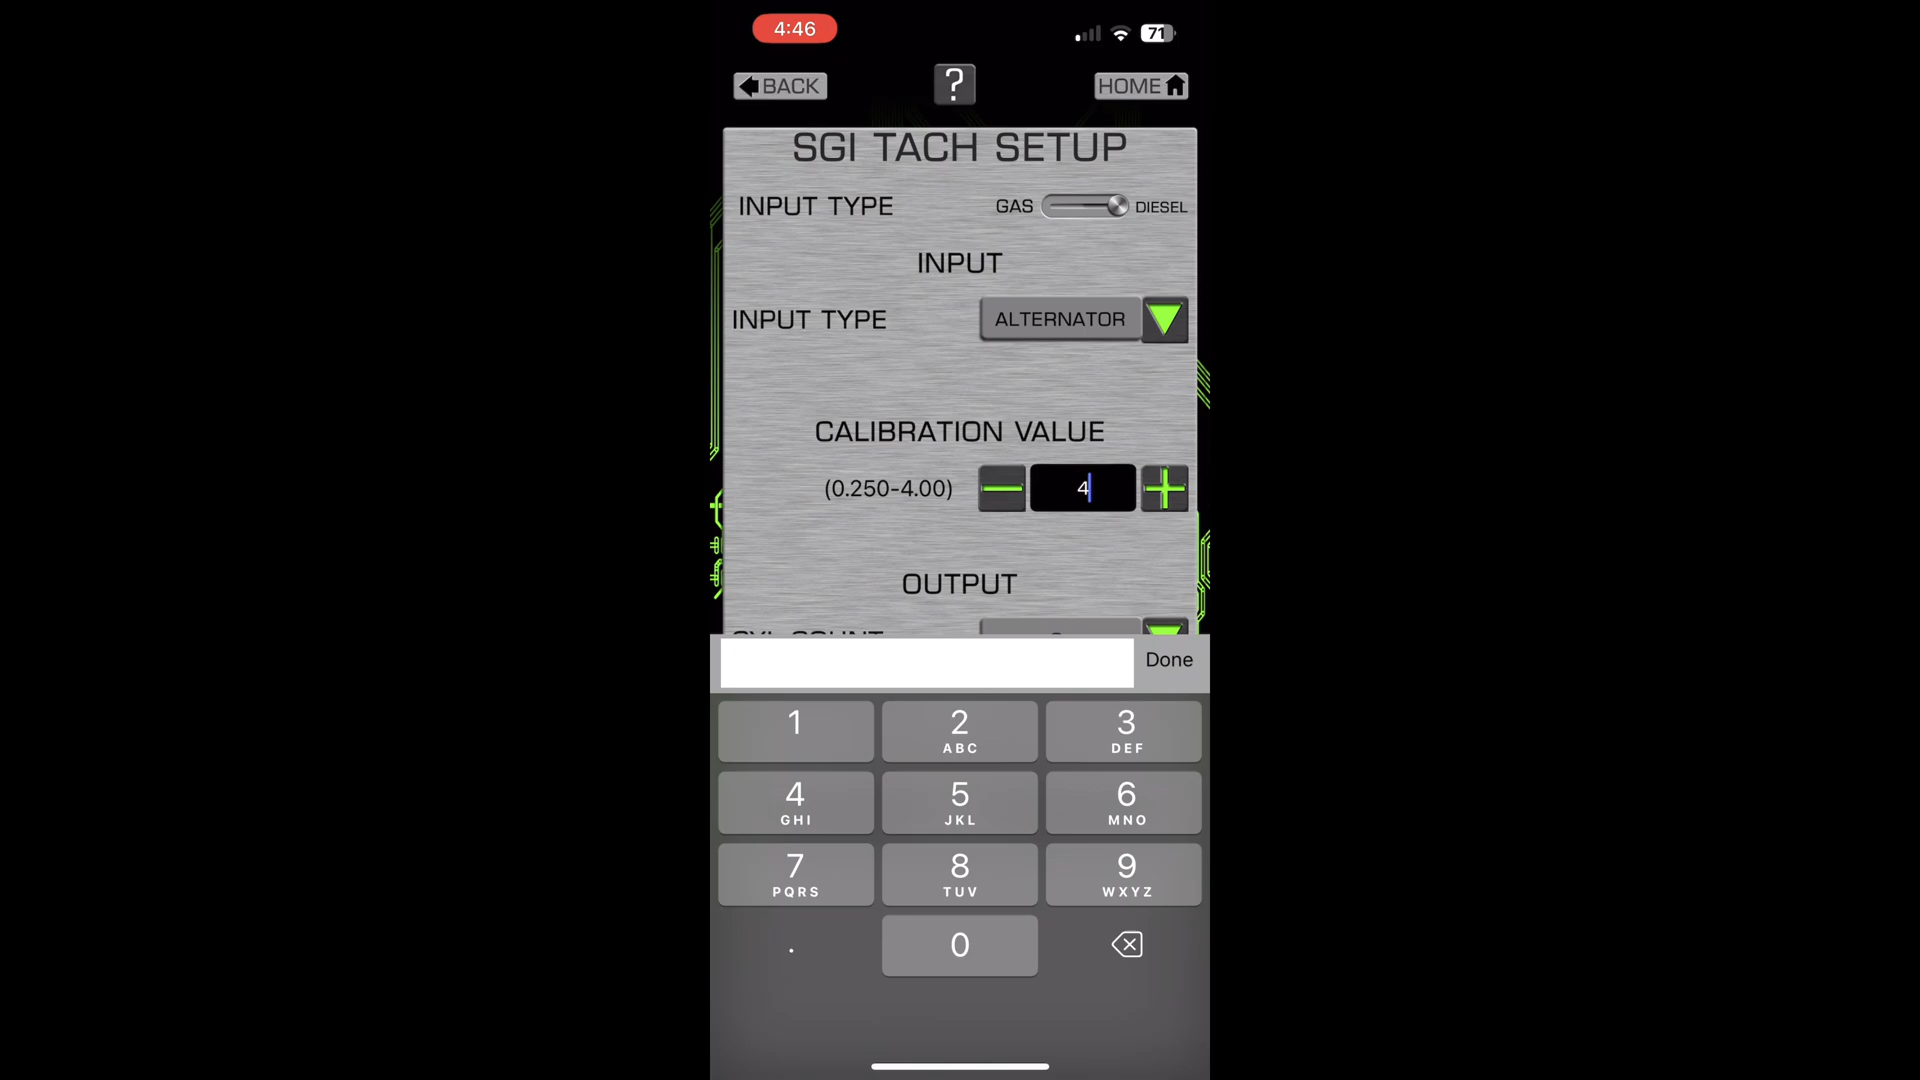 4:46
71
BACK
?
HOME
SGI TACH SETUP
INPUT TYPE GAS DIESEL
INPUT
INPUT TYPE ALTERNATOR
CALIBRATION VALUE
(0.250-4.00) 4
OUTPUT
CYL COUNT
Done
1
2 ABC
3 DEF
4 GHI
5 JKL
6 MNO
7 PQRS
8 TUV
9 WXYZ
.
0